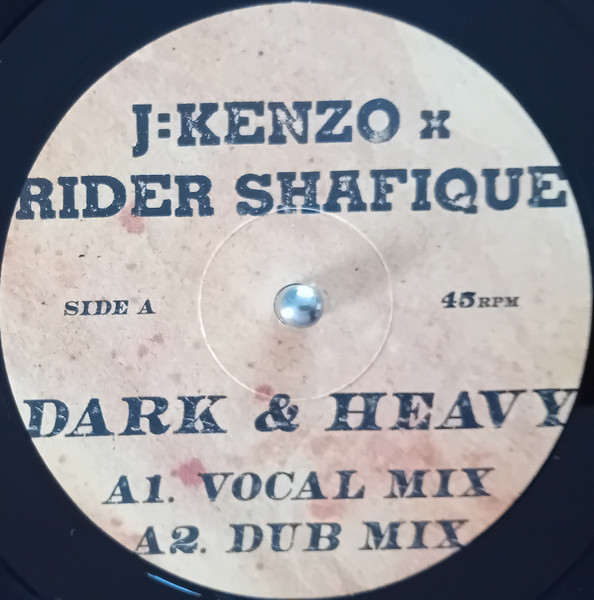 J:KENZO x
RIDER SHAFIQUE
SIDE A
45RPM
DARK & HEAVY
A1. VOCAL MIX
A2. DUB MIX